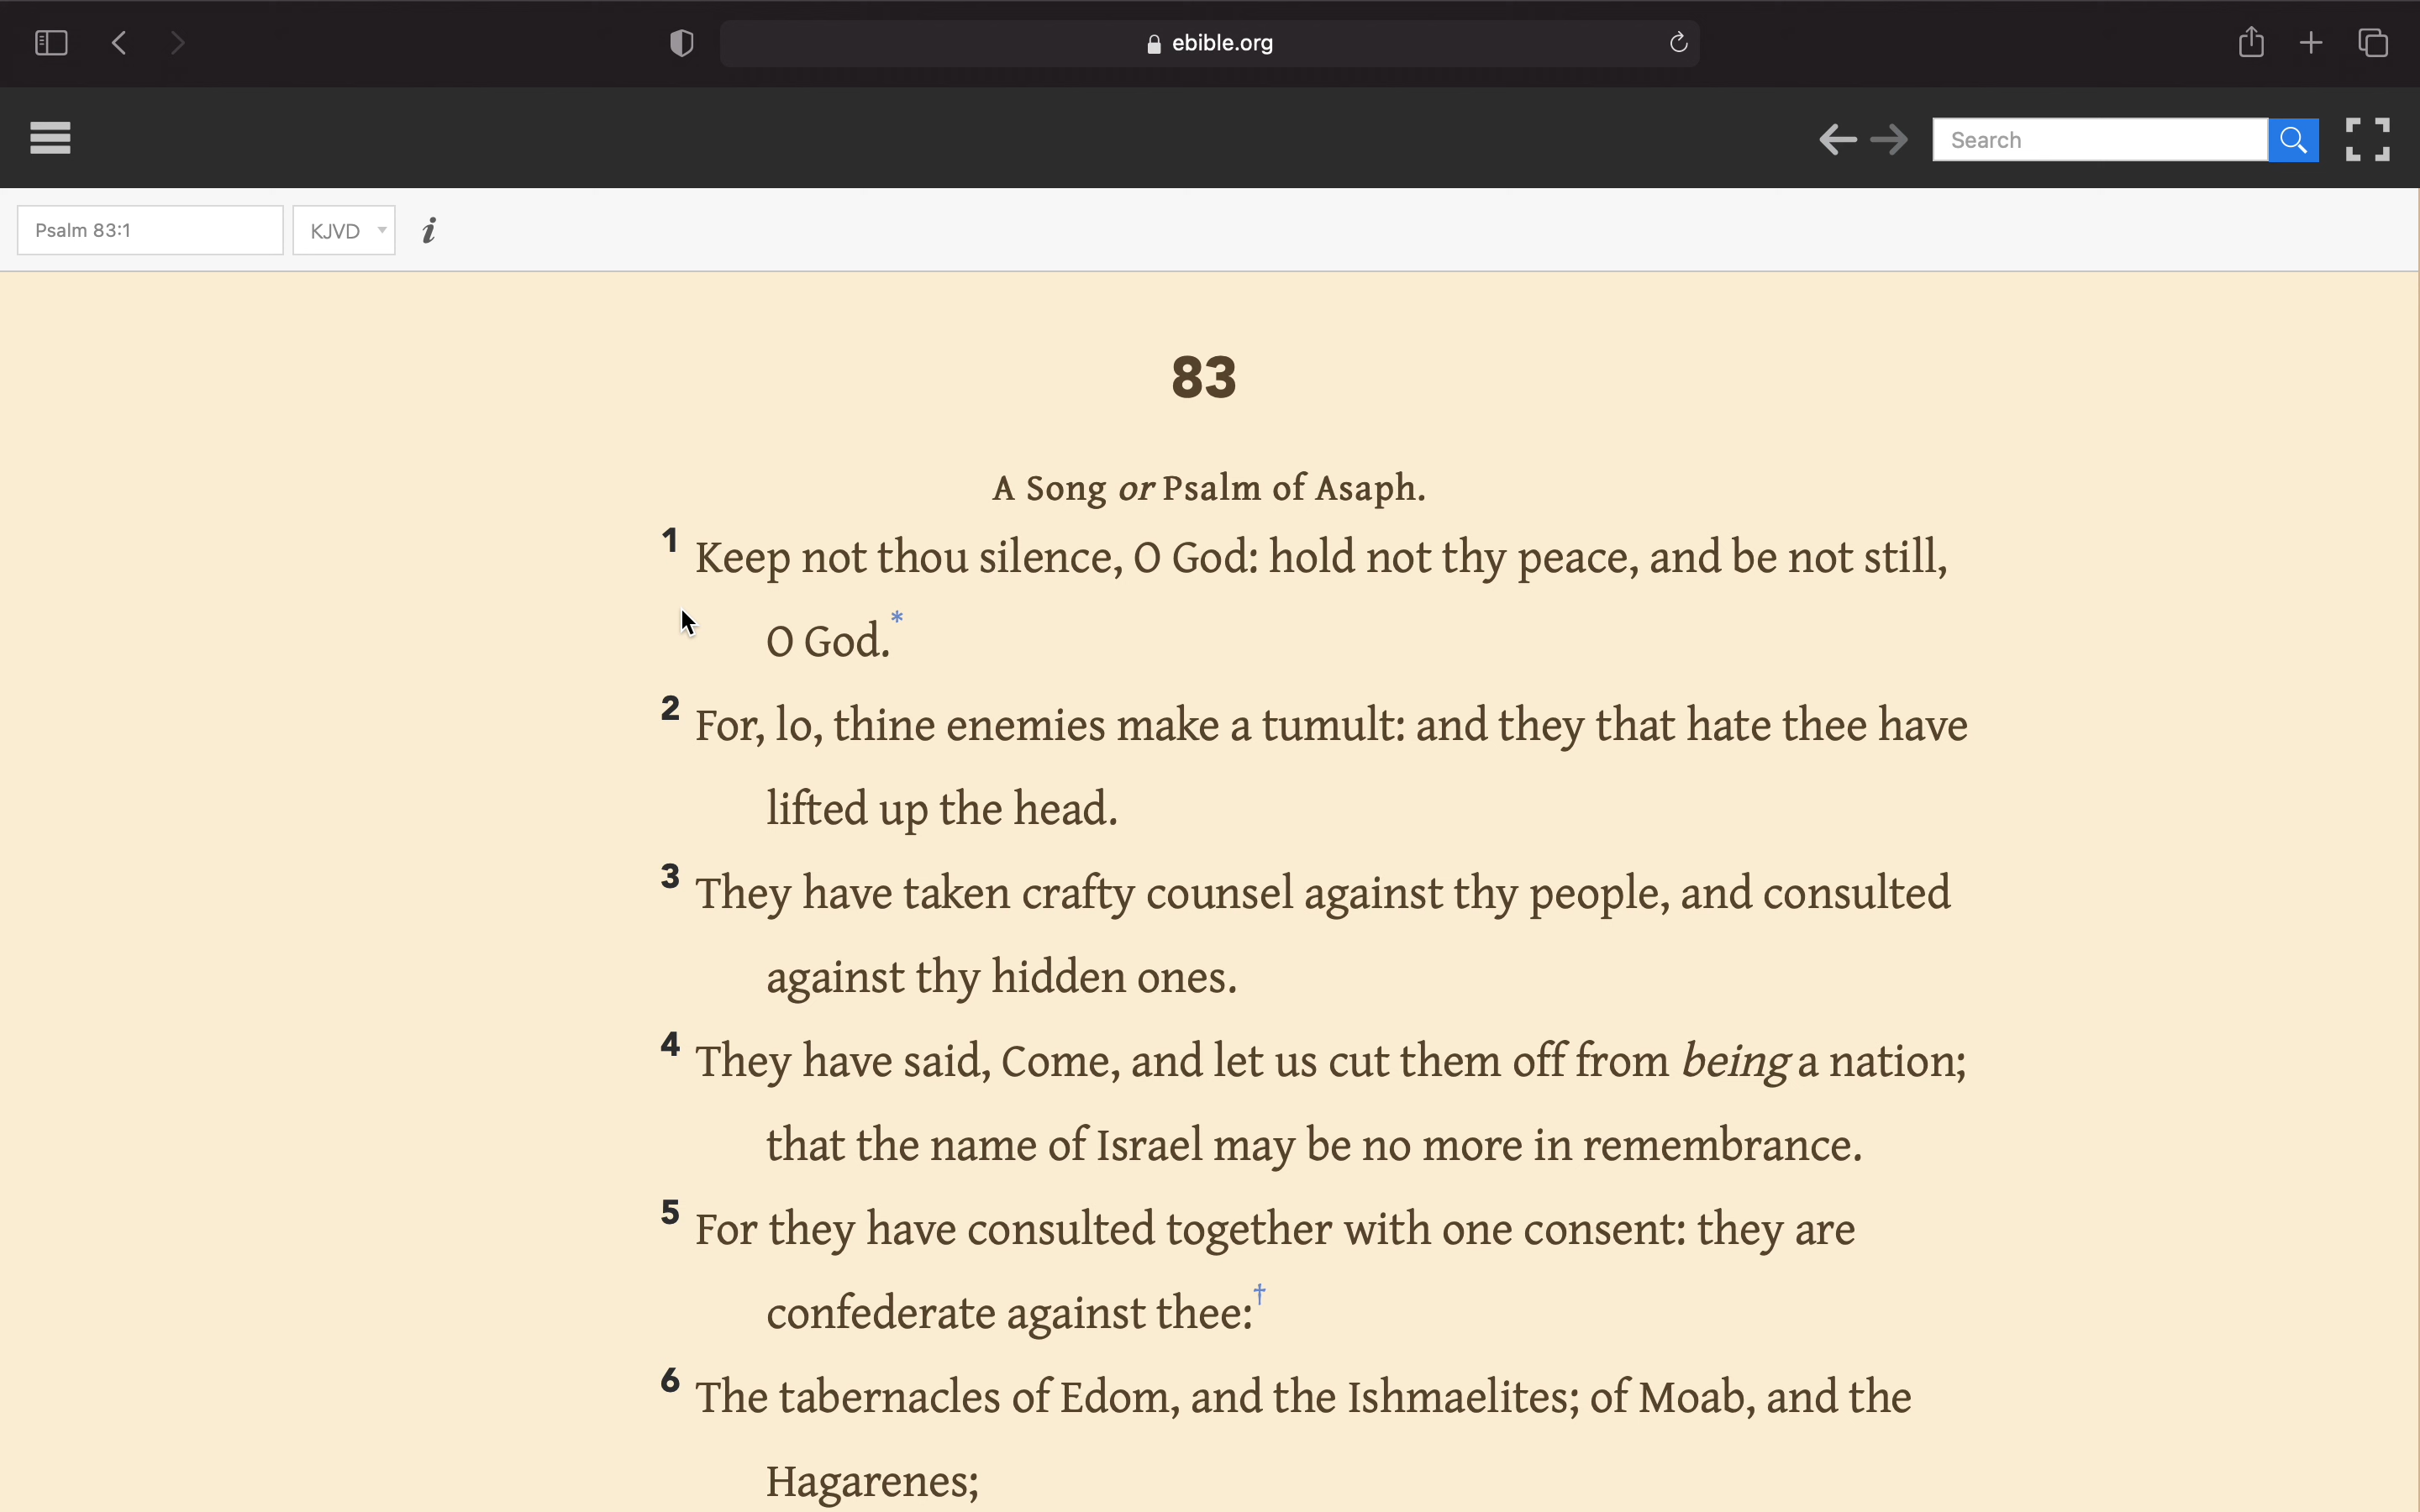 ebible.org
Search
Psalm 83:1 KJVD i
83
A Song or Psalm of Asaph.
1 Keep not thou silence, O God: hold not thy peace, and be not still,
O God.*
2 For, lo, thine enemies make a tumult: and they that hate thee have
lifted up the head.
3 They have taken crafty counsel against thy people, and consulted
against thy hidden ones.
4 They have said, Come, and let us cut them off from being a nation;
that the name of Israel may be no more in remembrance.
5 For they have consulted together with one consent: they are
confederate against thee:†
6 The tabernacles of Edom, and the Ishmaelites; of Moab, and the
Hagarenes;